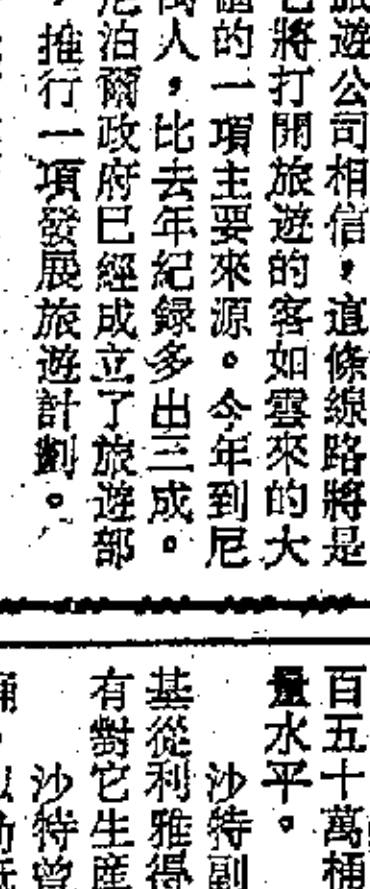 旅遊公司相信，這條線路將是
將打開旅遊的客如雲來的大
的一項主要來源。今年到尼
萬人，比去年紀録多出三成。
尼泊爾政府已經成立了旅遊部
，推行一項發展旅遊計劃。
百五十萬桶
量水平。
沙特副
基從利雅得
有對它生産
沙特曾